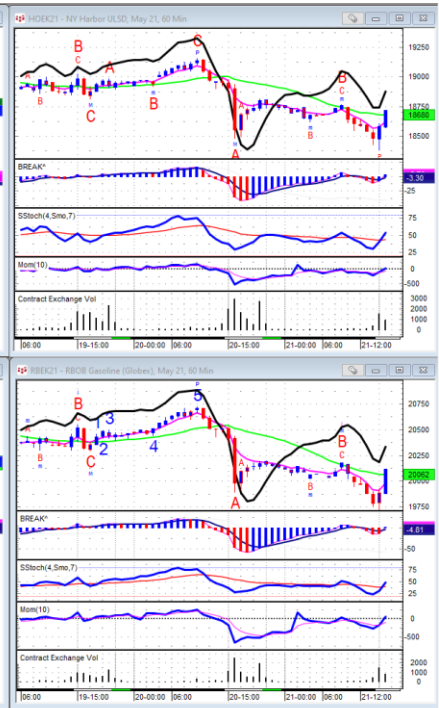 HOEK21 - NY Harbor ULSD, May 21, 60 Min
C
B
C
A
A
B
M
C
B
m
M
A
B
C
m
B
m
P
19250
19000
18680
18500
BREAK^
-3.30
-25
SStoch(4,Smo,7)
75
50
25
Mom(10)
0
-500
Contract Exchange Vol
3000
2000
1000
0
06:00 19-15:00 20-00:00 06:00 20-15:00 21-00:00 06:00 21-12:00
RBEK21 - RBOB Gasoline (Globes), May 21, 60 Min
P
5
B
1 3
A
B
m
C
M
2
4
A
A
B
m
B
m
20750
20500
20250
20062
20000
19750
BREAK^
-4.01
-50
SStoch(4,Smo,7)
75
50
25
Mom(10)
0
-500
Contract Exchange Vol
2000
1000
0
06:00 19-15:00 20-00:00 06:00 20-15:00 21-00:00 06:00 21-12:00